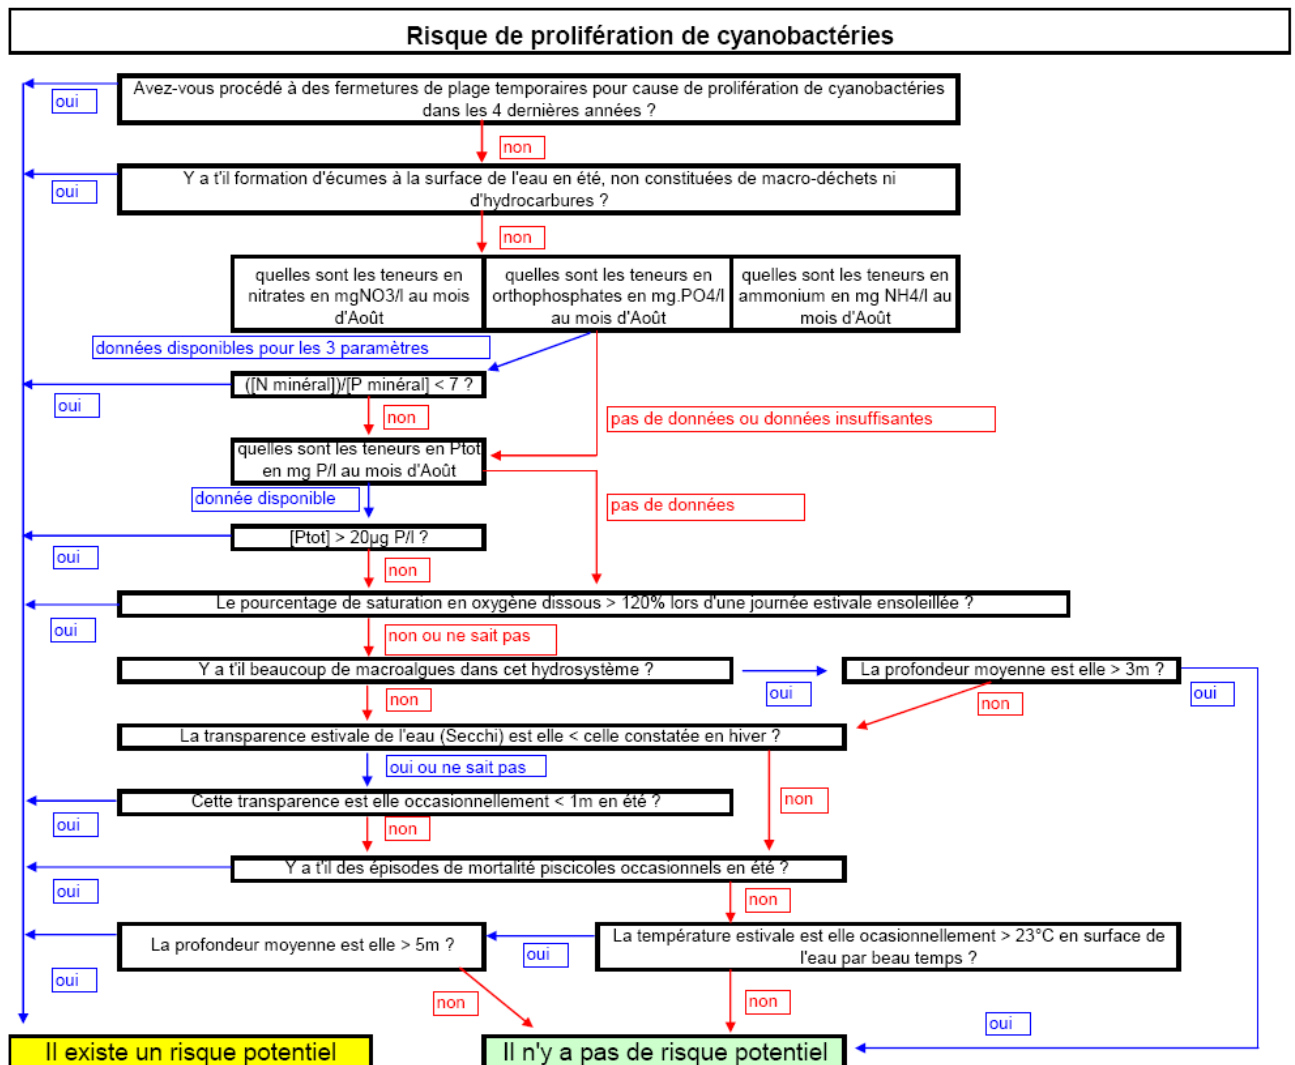 Risque de prolifération de cyanobactéries
Avez-vous procédé à des fermetures de plage temporaires pour cause de prolifération de cyanobactéries
dans les 4 dernières années ?
oui
non
Y a t'il formation d'écumes à la surface de l'eau en été, non constituées de macro-déchets ni
d'hydrocarbures ?
oui
non
quelles sont les teneurs en
nitrates en mgNO3/l au mois
d'Août
quelles sont les teneurs en
orthophosphates en mg.PO4/l
au mois d'Août
quelles sont les teneurs en
ammonium en mg NH4/l au
mois d'Août
données disponibles pour les 3 paramètres
([N minéral])/[P minéral] < 7 ?
oui
non
pas de données ou données insuffisantes
quelles sont les teneurs en Ptot
en mg P/l au mois d'Août
donnée disponible
pas de données
[Ptot] > 20µg P/l ?
oui
non
Le pourcentage de saturation en oxygène dissous > 120% lors d'une journée estivale ensoleillée ?
oui
non ou ne sait pas
Y a t'il beaucoup de macroalgues dans cet hydrosystème ?
oui
La profondeur moyenne est elle > 3m ?
oui
non
non
La transparence estivale de l'eau (Secchi) est elle < celle constatée en hiver ?
oui ou ne sait pas
non
Cette transparence est elle occasionnellement < 1m en été ?
oui
non
Y a t'il des épisodes de mortalité piscicoles occasionnels en été ?
oui
non
La profondeur moyenne est elle > 5m ?
oui
La température estivale est elle ocasionnellement > 23°C en surface de
l'eau par beau temps ?
oui
non
non
oui
Il existe un risque potentiel
Il n'y a pas de risque potentiel